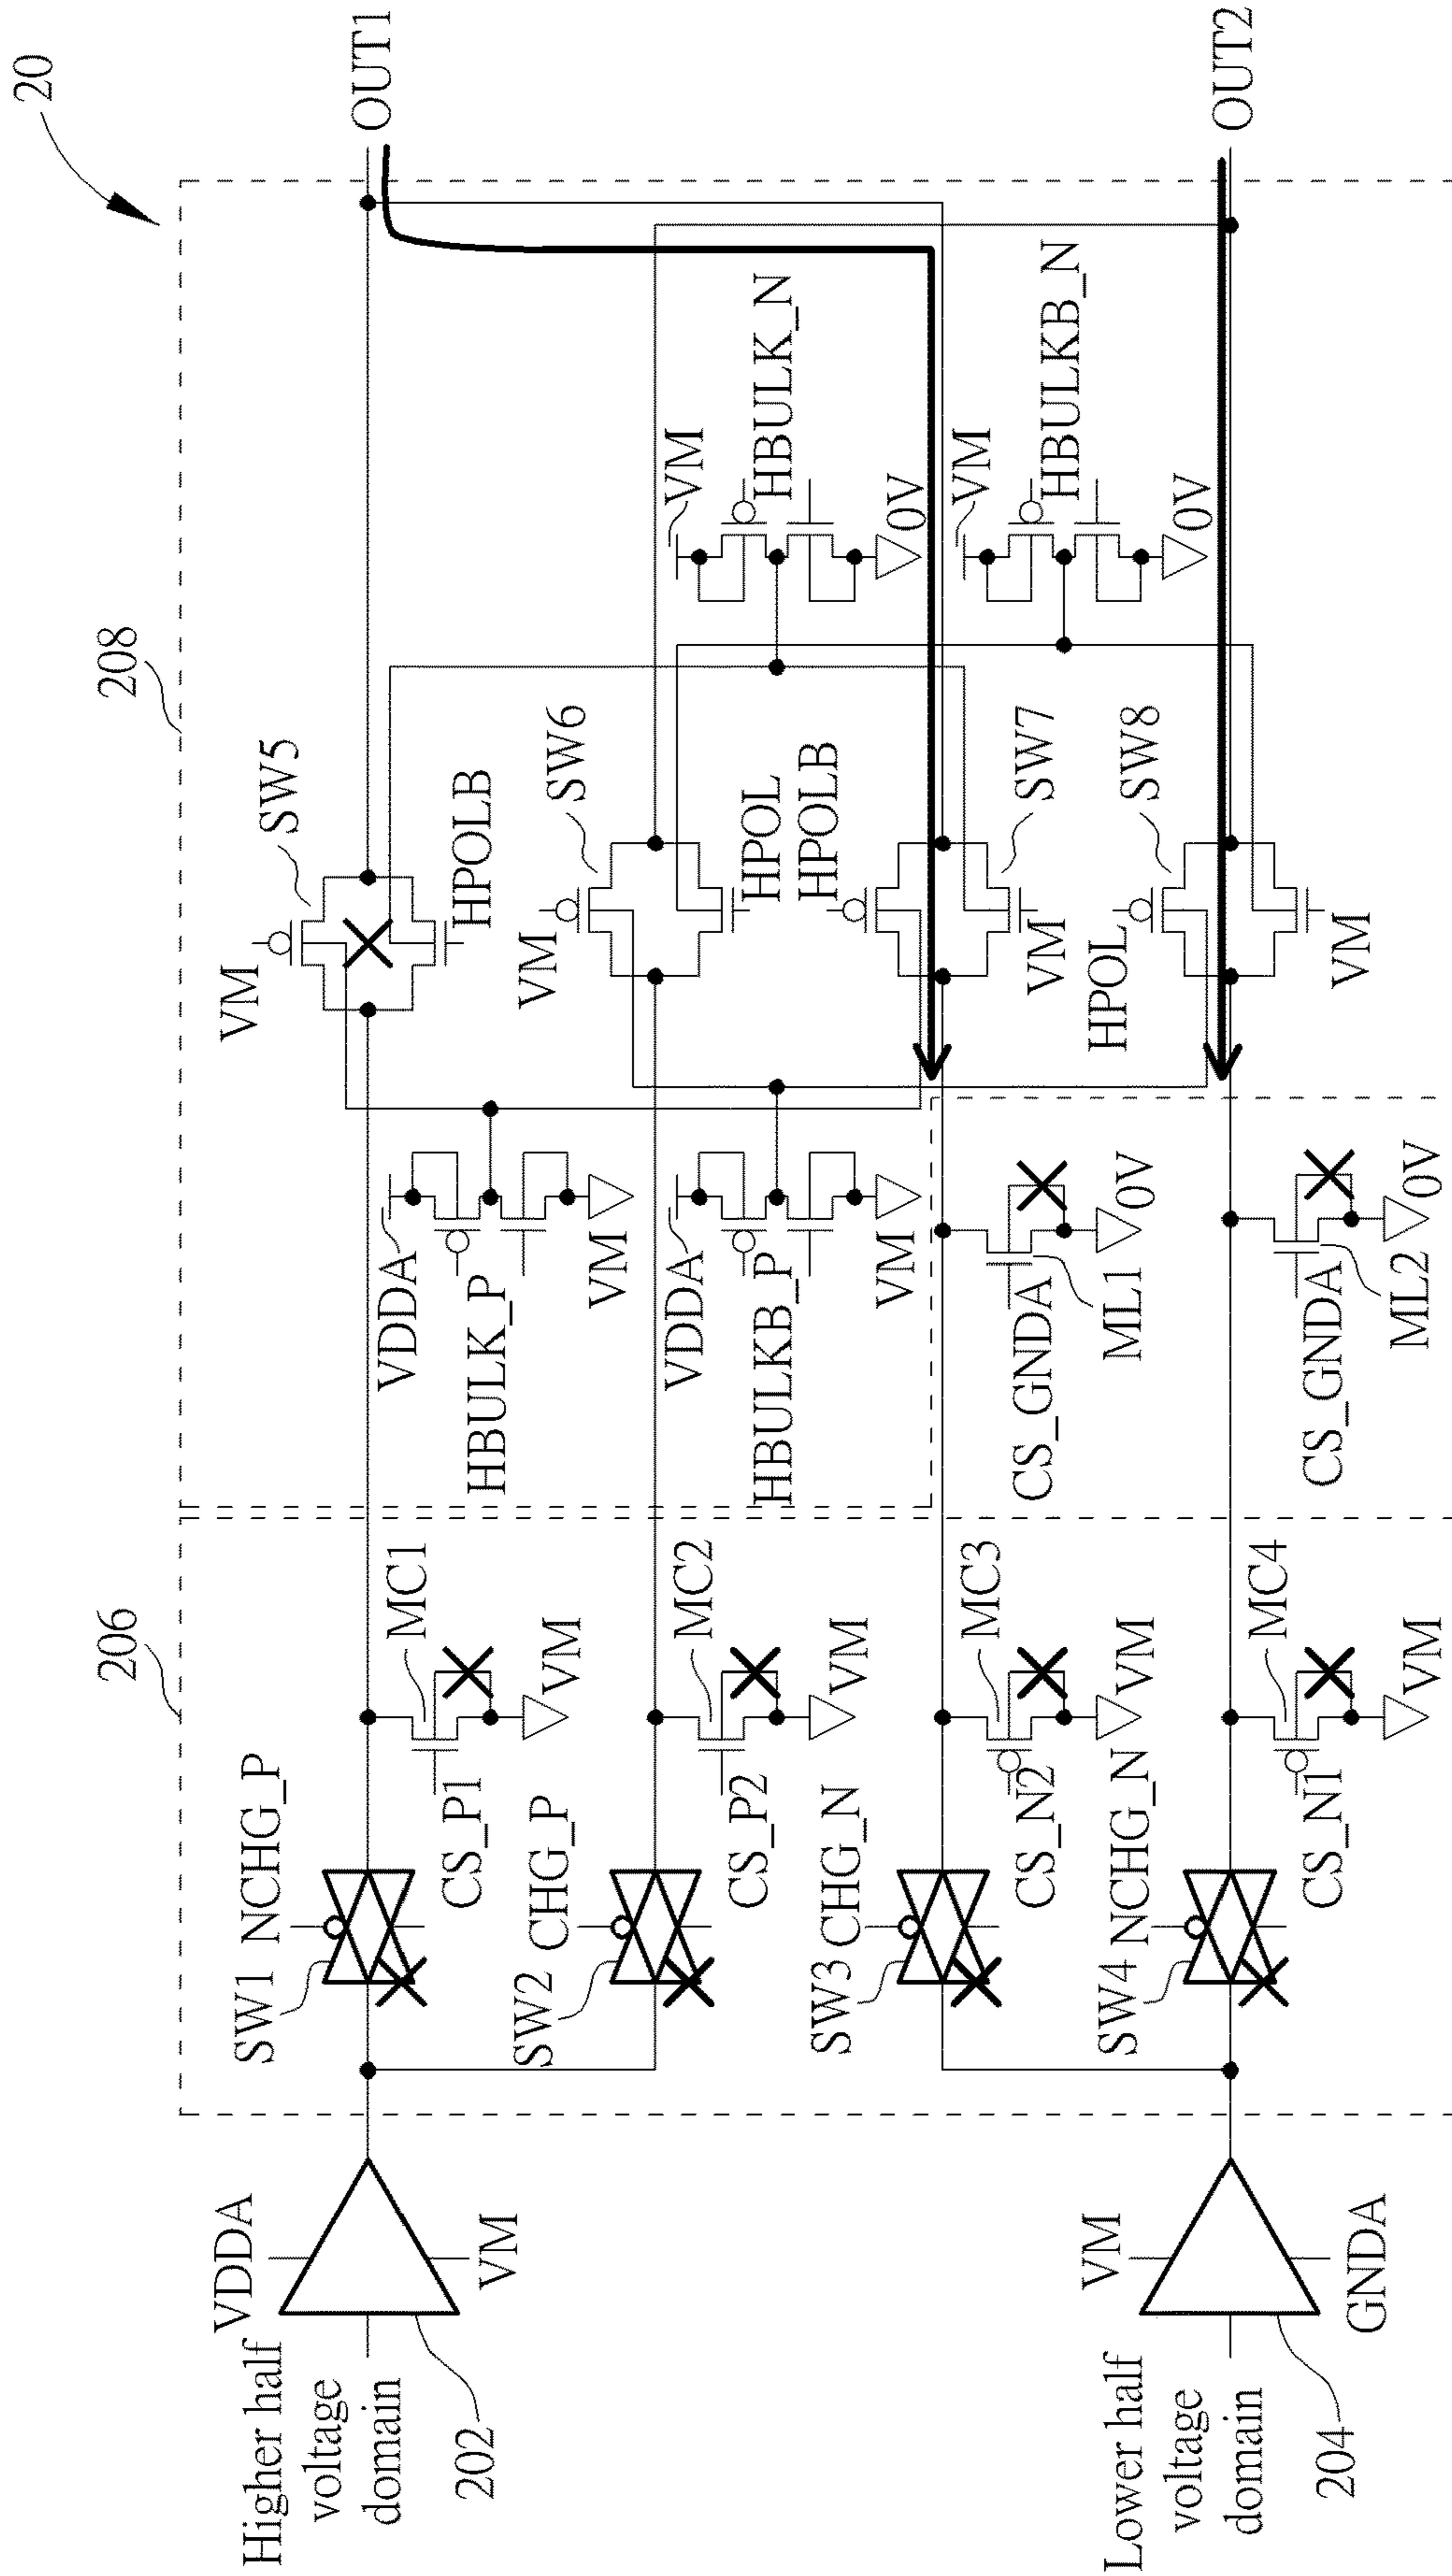 20
208
206
OUT1
OUT2
SW5
VM
HPOLB
SW6
VM
HPOL
HPOLB
SW7
VM
SW8
HPOL
VM
VM
HBULK_N
0V
VM
HBULKB_N
0V
VDDA
HBULK_P
VM
VDDA
HBULKB_P
VM
CS_GNDA
ML1
0V
CS_GNDA
ML2
0V
SW1
NCHG_P
MC1
CS_P1
VM
SW2
CHG_P
MC2
CS_P2
VM
SW3
CHG_N
MC3
CS_N2
VM
SW4
NCHG_N
MC4
CS_N1
VM
VDDA
Higher half
voltage
domain
VM
202
VM
Lower half
voltage
domain
GNDA
204